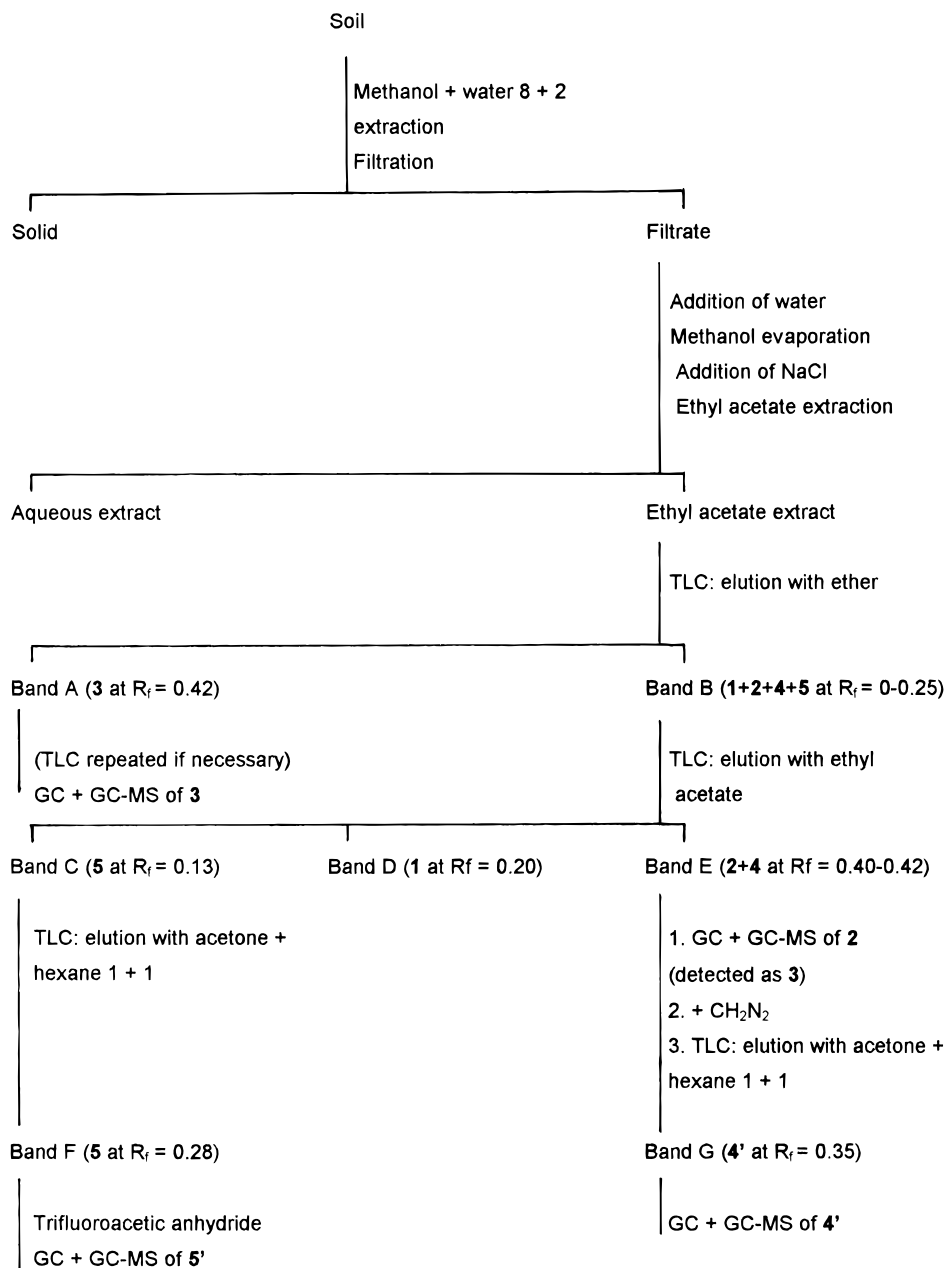 Soil
Methanol + water 8 + 2
extraction
Filtration
Solid
Filtrate
Addition of water
Methanol evaporation
Addition of NaCl
Ethyl acetate extraction
Aqueous extract
Ethyl acetate extract
TLC: elution with ether
Band A (3 at Rf = 0.42)
Band B (1+2+4+5 at Rf = 0-0.25)
(TLC repeated if necessary)
GC + GC-MS of 3
TLC: elution with ethyl
acetate
Band C (5 at Rf = 0.13)
Band D (1 at Rf = 0.20)
Band E (2+4 at Rf = 0.40-0.42)
TLC: elution with acetone +
hexane 1 + 1
1. GC + GC-MS of 2
(detected as 3)
2. + CH2N2
3. TLC: elution with acetone +
hexane 1 + 1
Band F (5 at Rf = 0.28)
Band G (4' at Rf = 0.35)
Trifluoroacetic anhydride
GC + GC-MS of 5'
GC + GC-MS of 4'